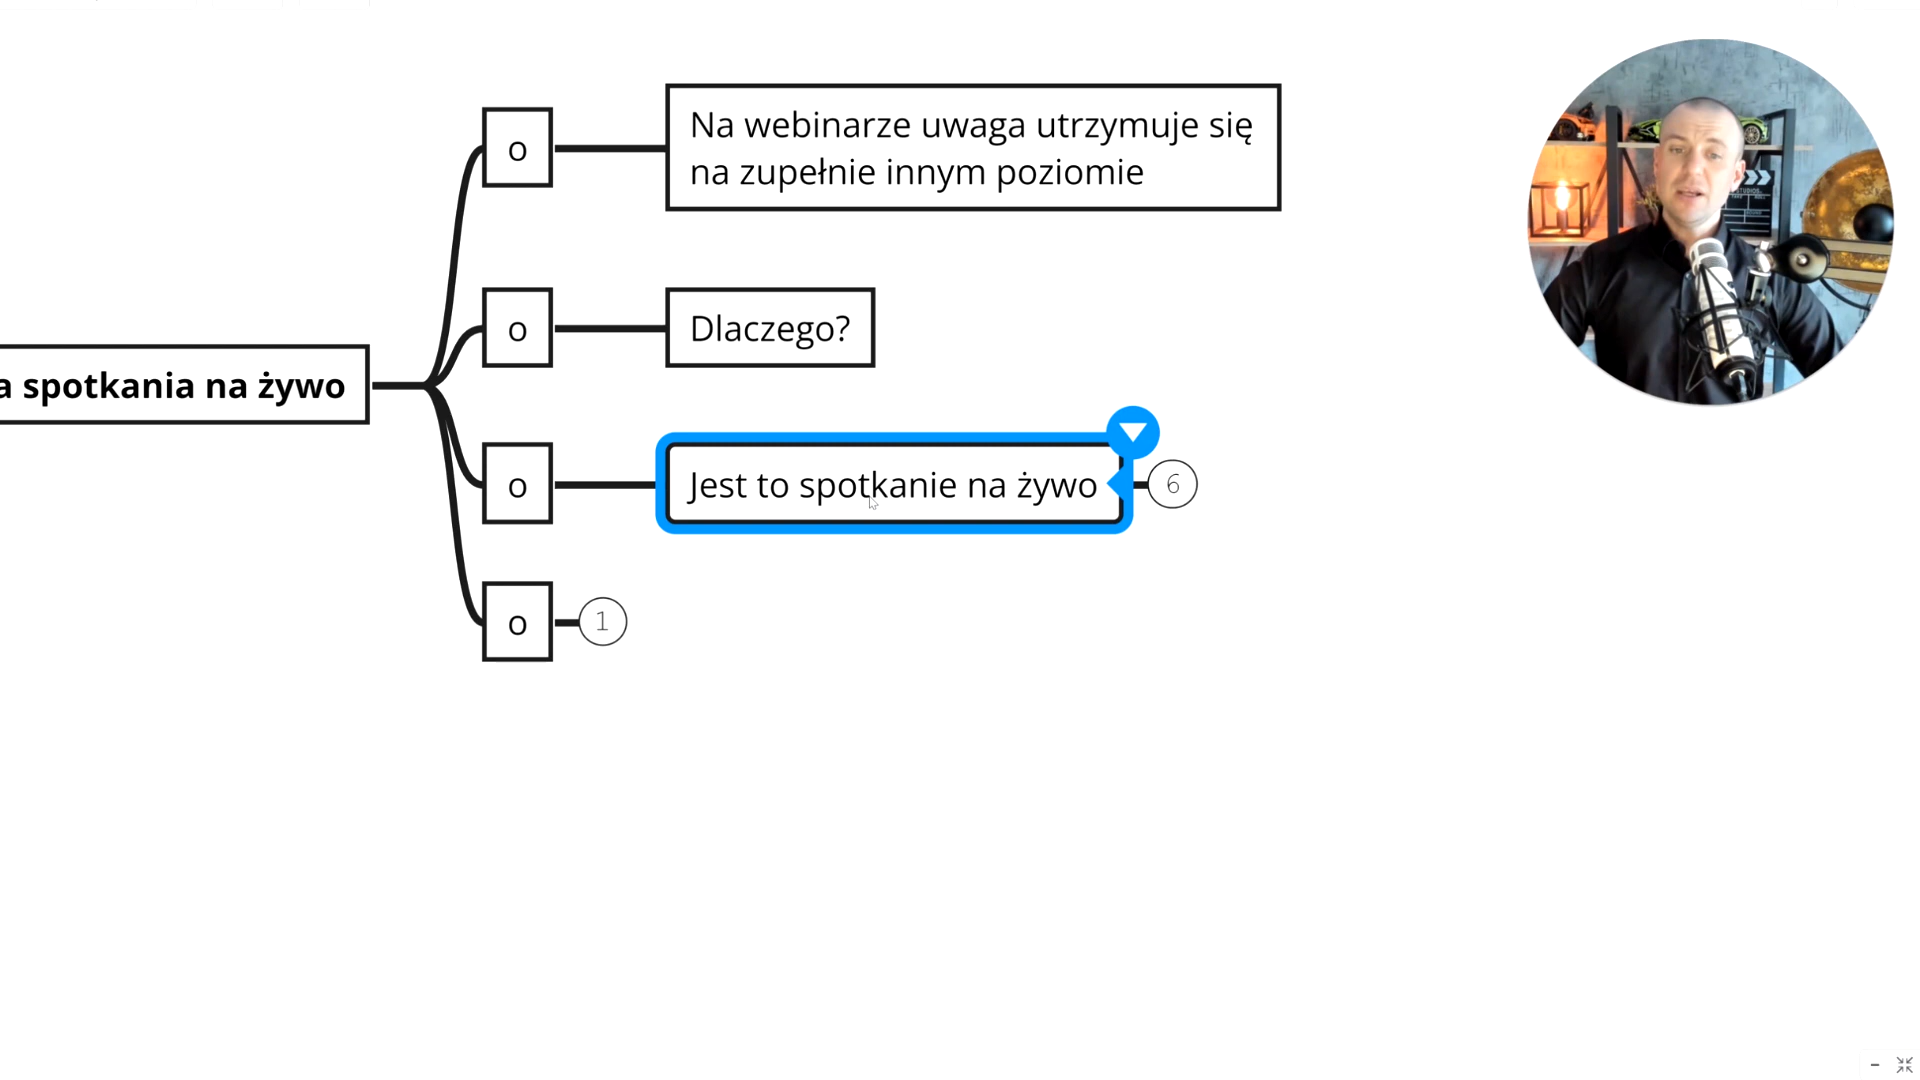 o
Na webinarze uwaga utrzymuje się
na zupełnie innym poziomie
o
Dlaczego?
a spotkania na żywo
o
Jest to spotkanie na żywo
6
o
1